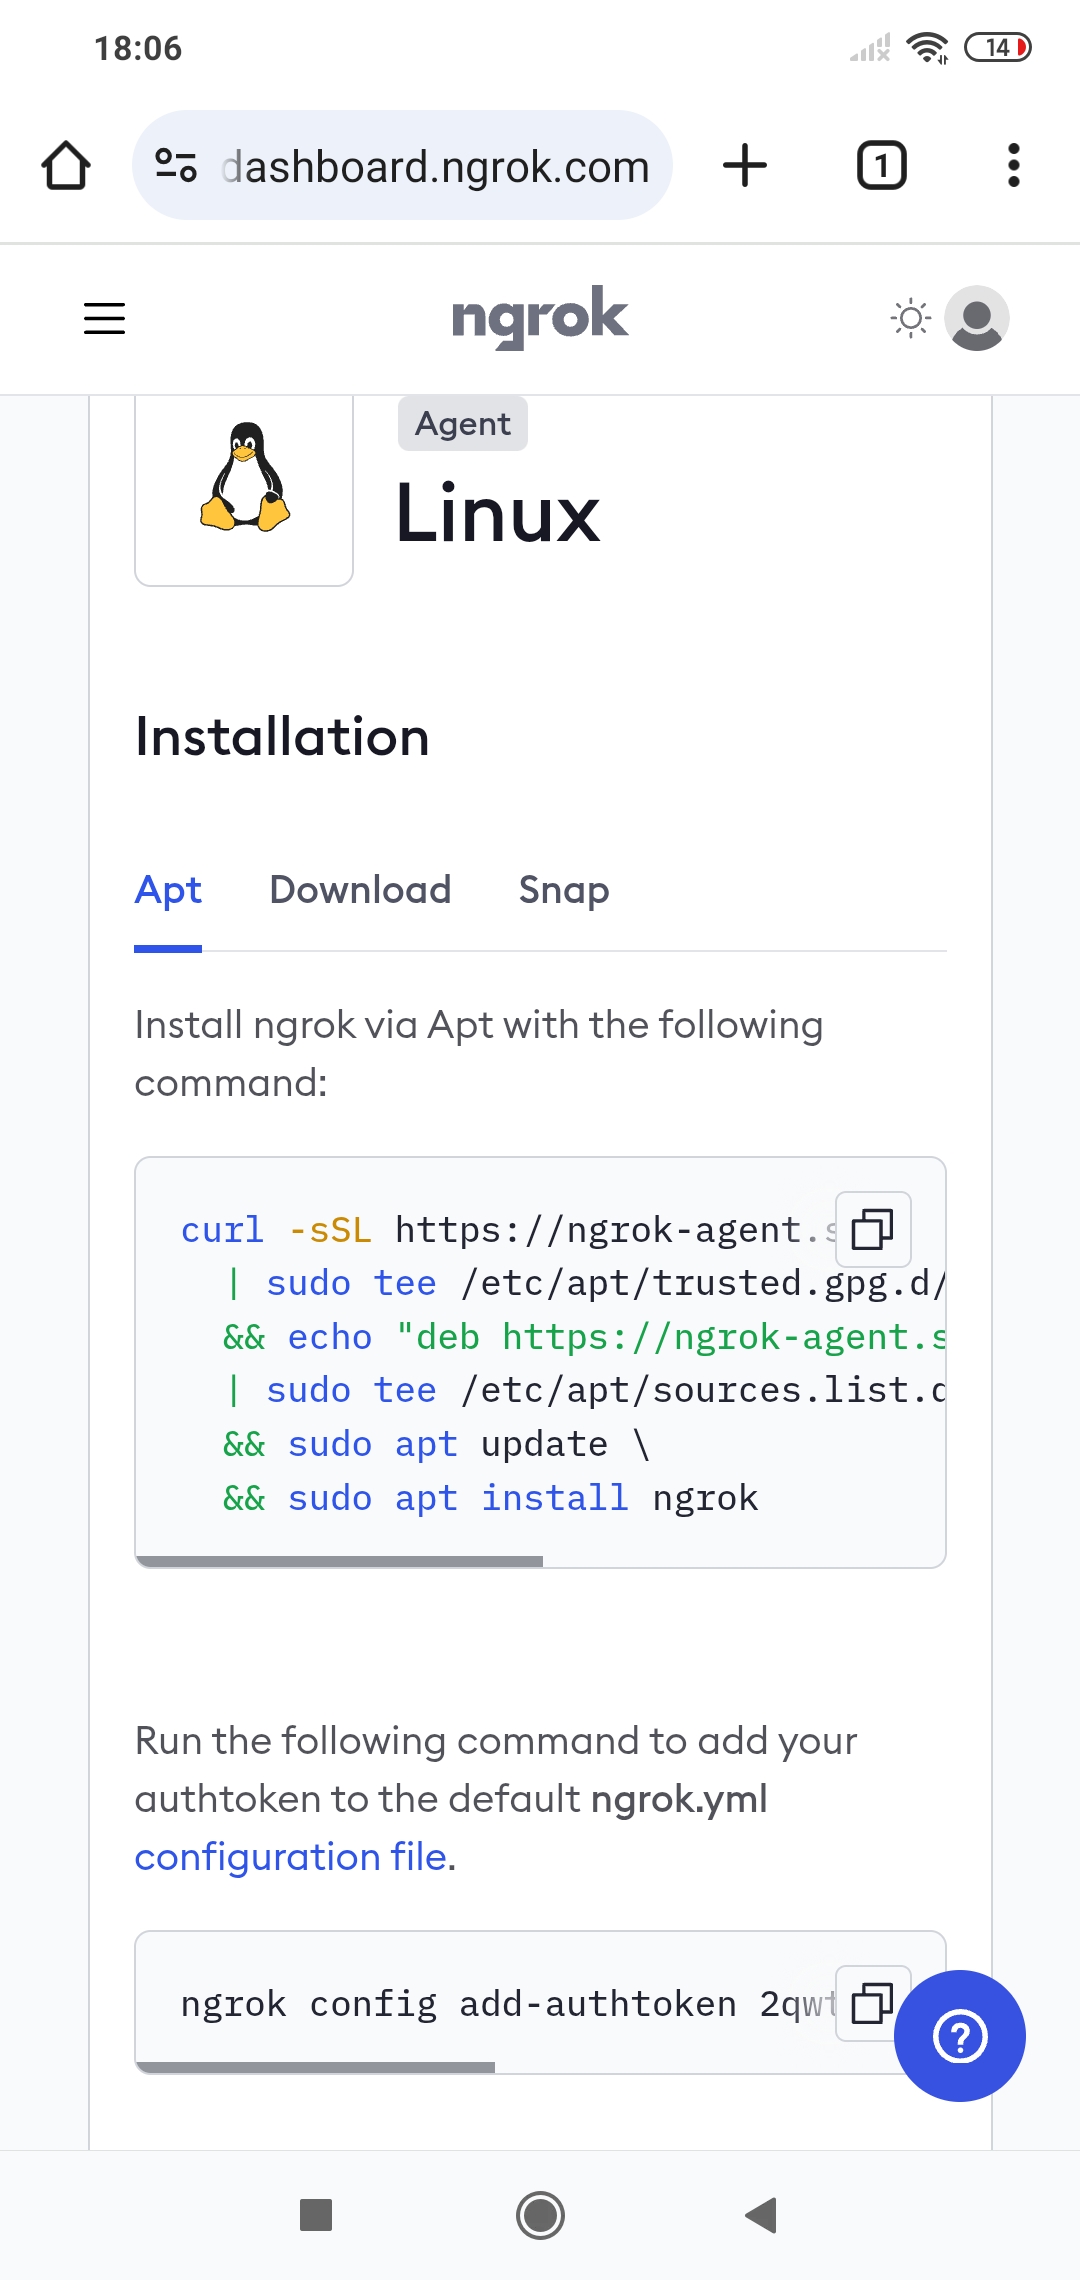 18:06
14
dashboard.ngrok.com
1
ngrok
Agent
Linux
Installation
Apt Download Snap
Install ngrok via Apt with the following
command:
curl -sSL https://ngrok-agent.s
| sudo tee /etc/apt/trusted.gpg.d/
&& echo "deb https://ngrok-agent.s
| sudo tee /etc/apt/sources.list.d
&& sudo apt update \
&& sudo apt install ngrok
Run the following command to add your
authtoken to the default ngrok.yml
configuration file.
ngrok config add-authtoken 2qwt
?